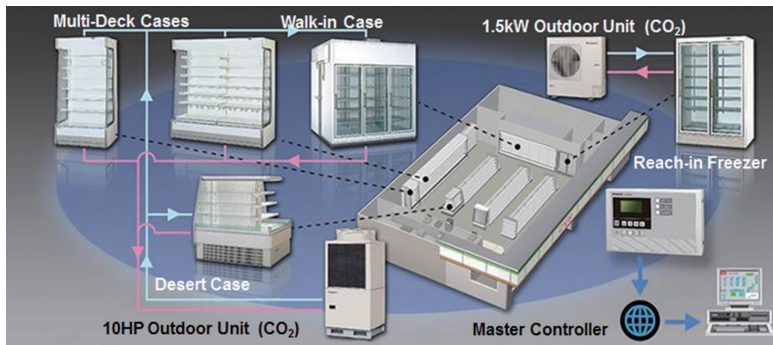 Multi-Deck Cases
Walk-in Case
1.5kW Outdoor Unit (CO₂)
Reach-in Freezer
Desert Case
10HP Outdoor Unit (CO₂)
Master Controller